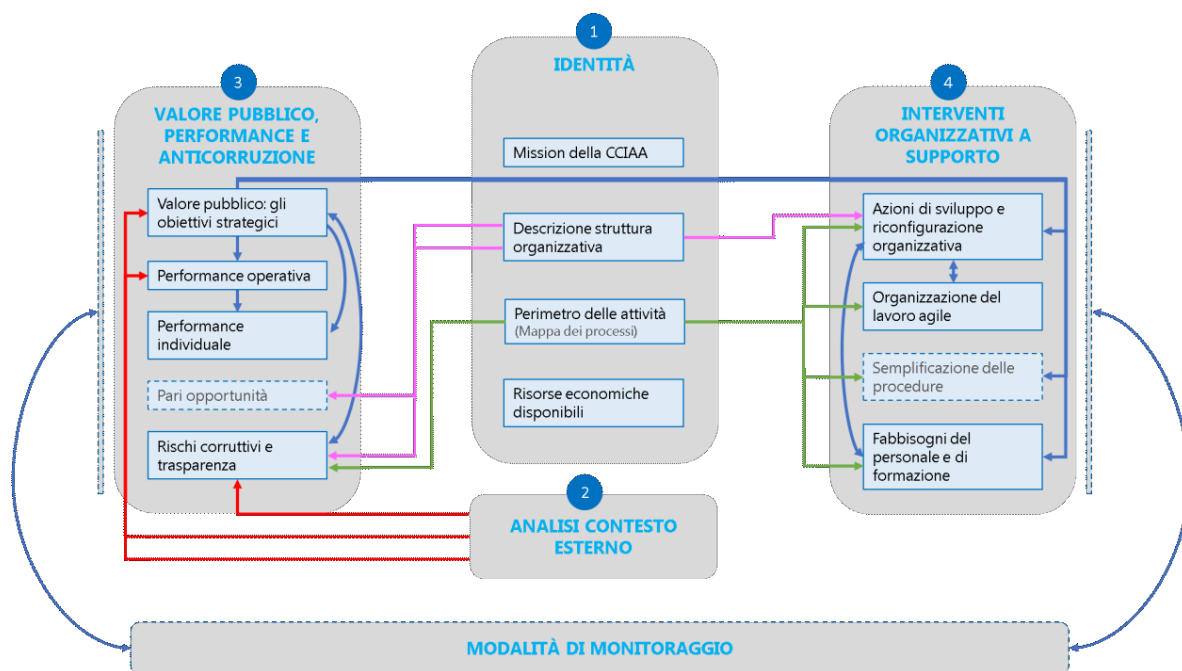 1
IDENTITÀ
Mission della CCIAA
Descrizione struttura
organizzativa
Perimetro delle attività
(Mappa dei processi)
Risorse economiche
disponibili
2
ANALISI CONTESTO
ESTERNO
3
VALORE PUBBLICO,
PERFORMANCE E
ANTICORRUZIONE
Valore pubblico: gli
obiettivi strategici
Performance operativa
Performance
individuale
Pari opportunità
Rischi corruttivi e
trasparenza
4
INTERVENTI
ORGANIZZATIVI A
SUPPORTO
Azioni di sviluppo e
riconfigurazione
organizzativa
Organizzazione del
lavoro agile
Semplificazione delle
procedure
Fabbisogni del
personale e di
formazione
MODALITÀ DI MONITORAGGIO